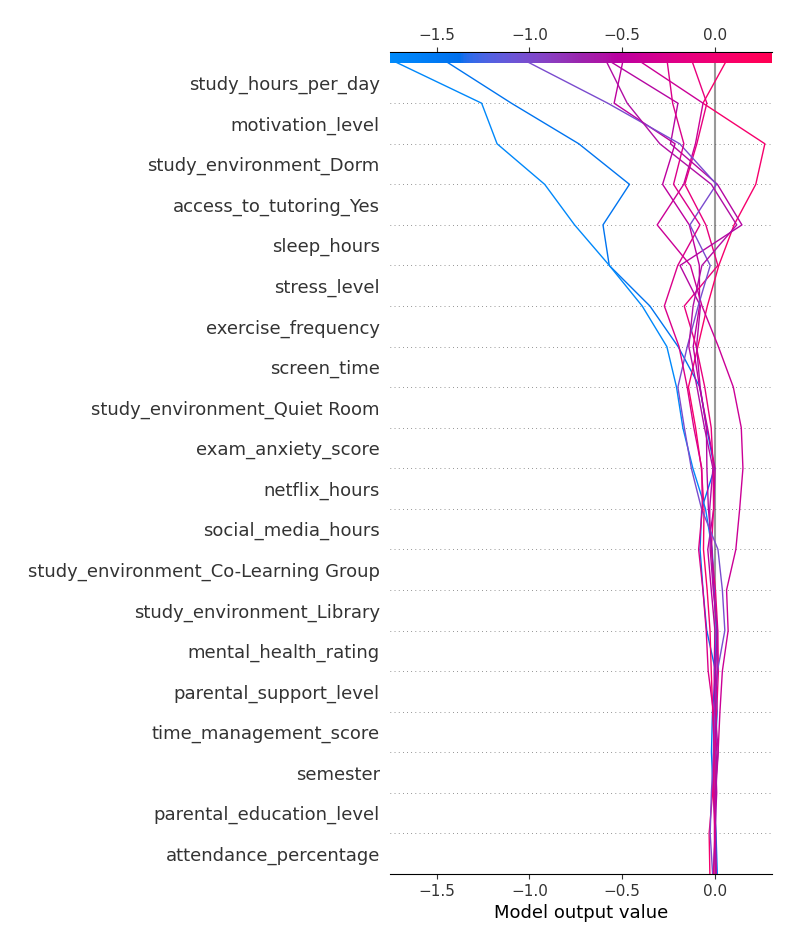 −1.5 −1.0 −0.5 0.0
study_hours_per_day
motivation_level
study_environment_Dorm
access_to_tutoring_Yes
sleep_hours
stress_level
exercise_frequency
screen_time
study_environment_Quiet Room
exam_anxiety_score
netflix_hours
social_media_hours
study_environment_Co-Learning Group
study_environment_Library
mental_health_rating
parental_support_level
time_management_score
semester
parental_education_level
attendance_percentage
−1.5 −1.0 −0.5 0.0
Model output value